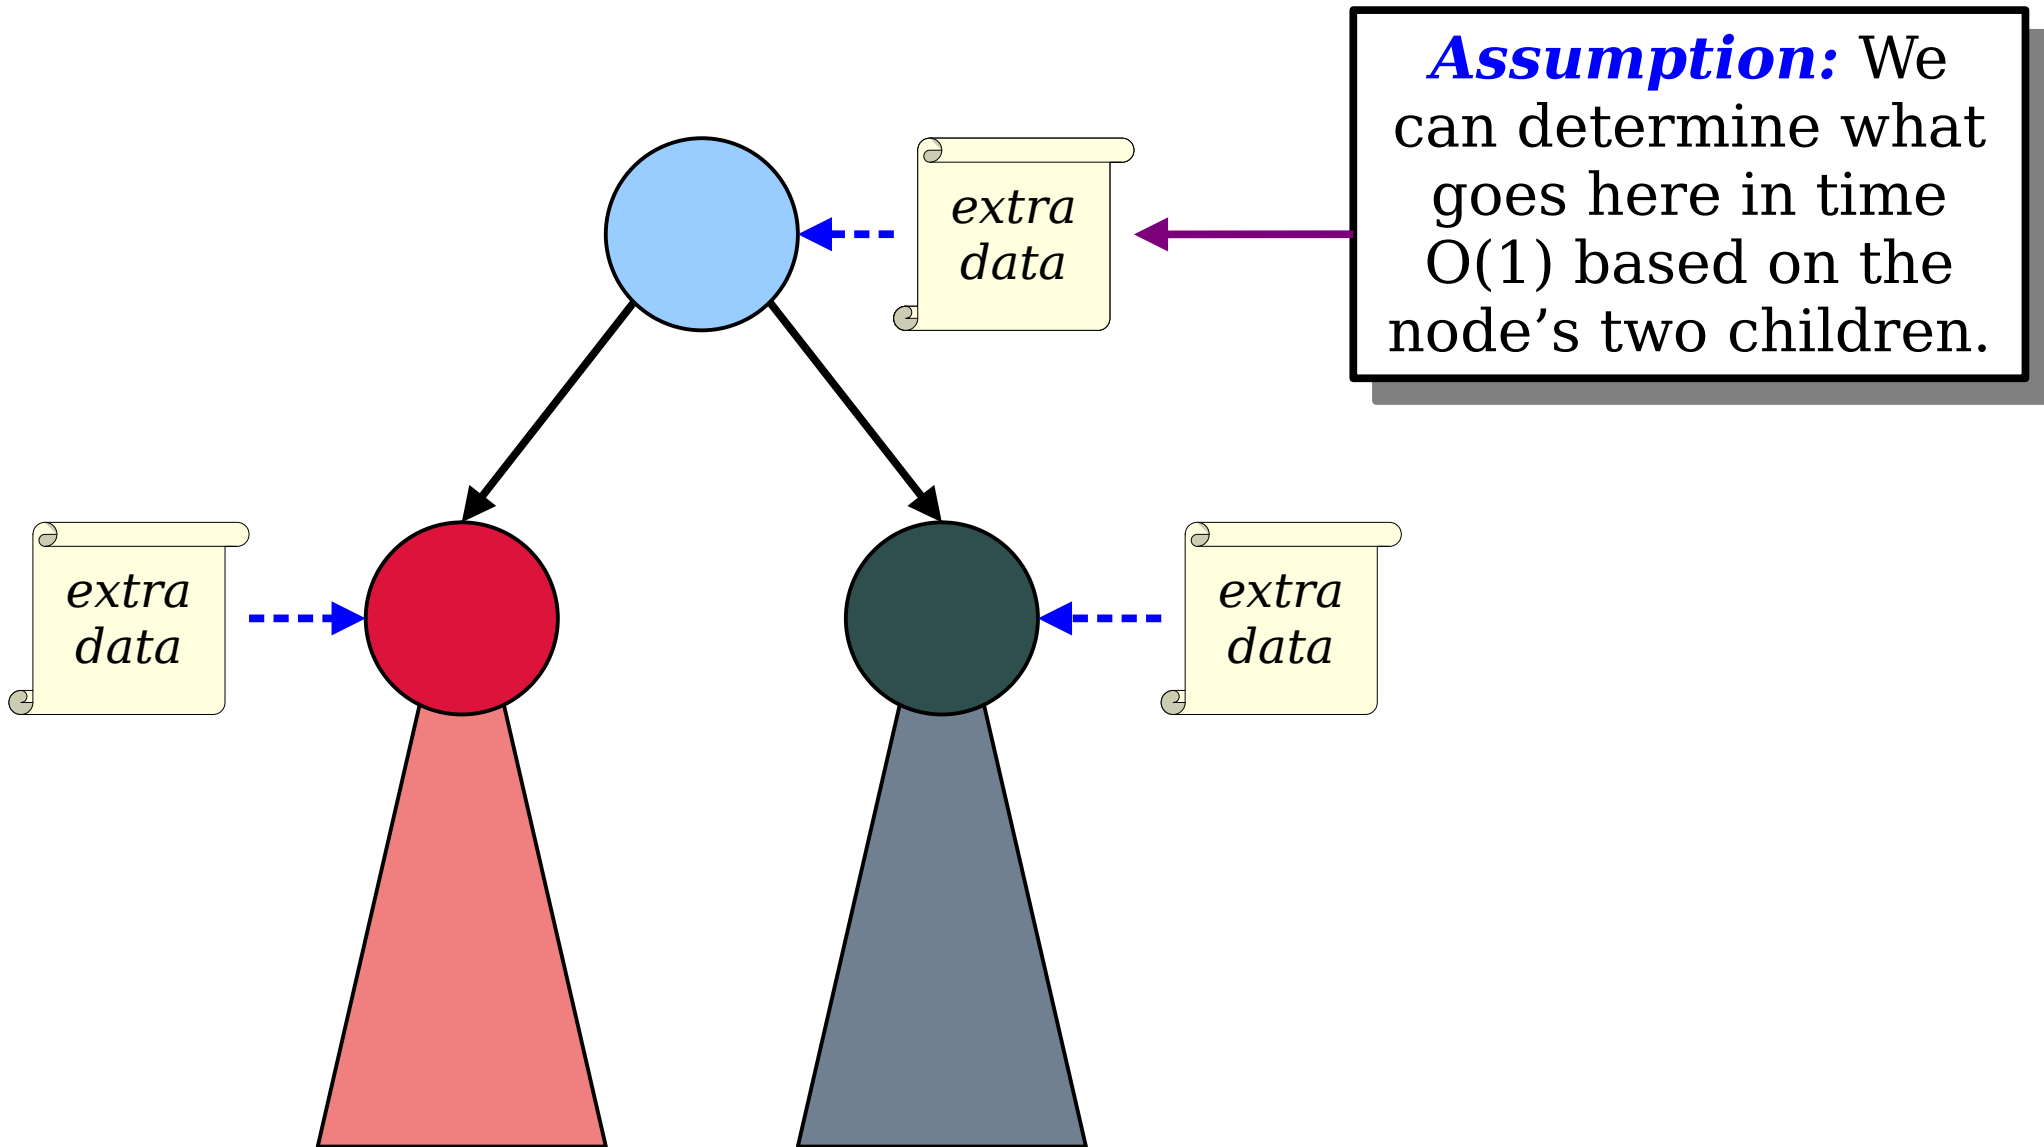 Assumption: We
can determine what
goes here in time
O(1) based on the
node’s two children.
extra
data
extra
data
extra
data